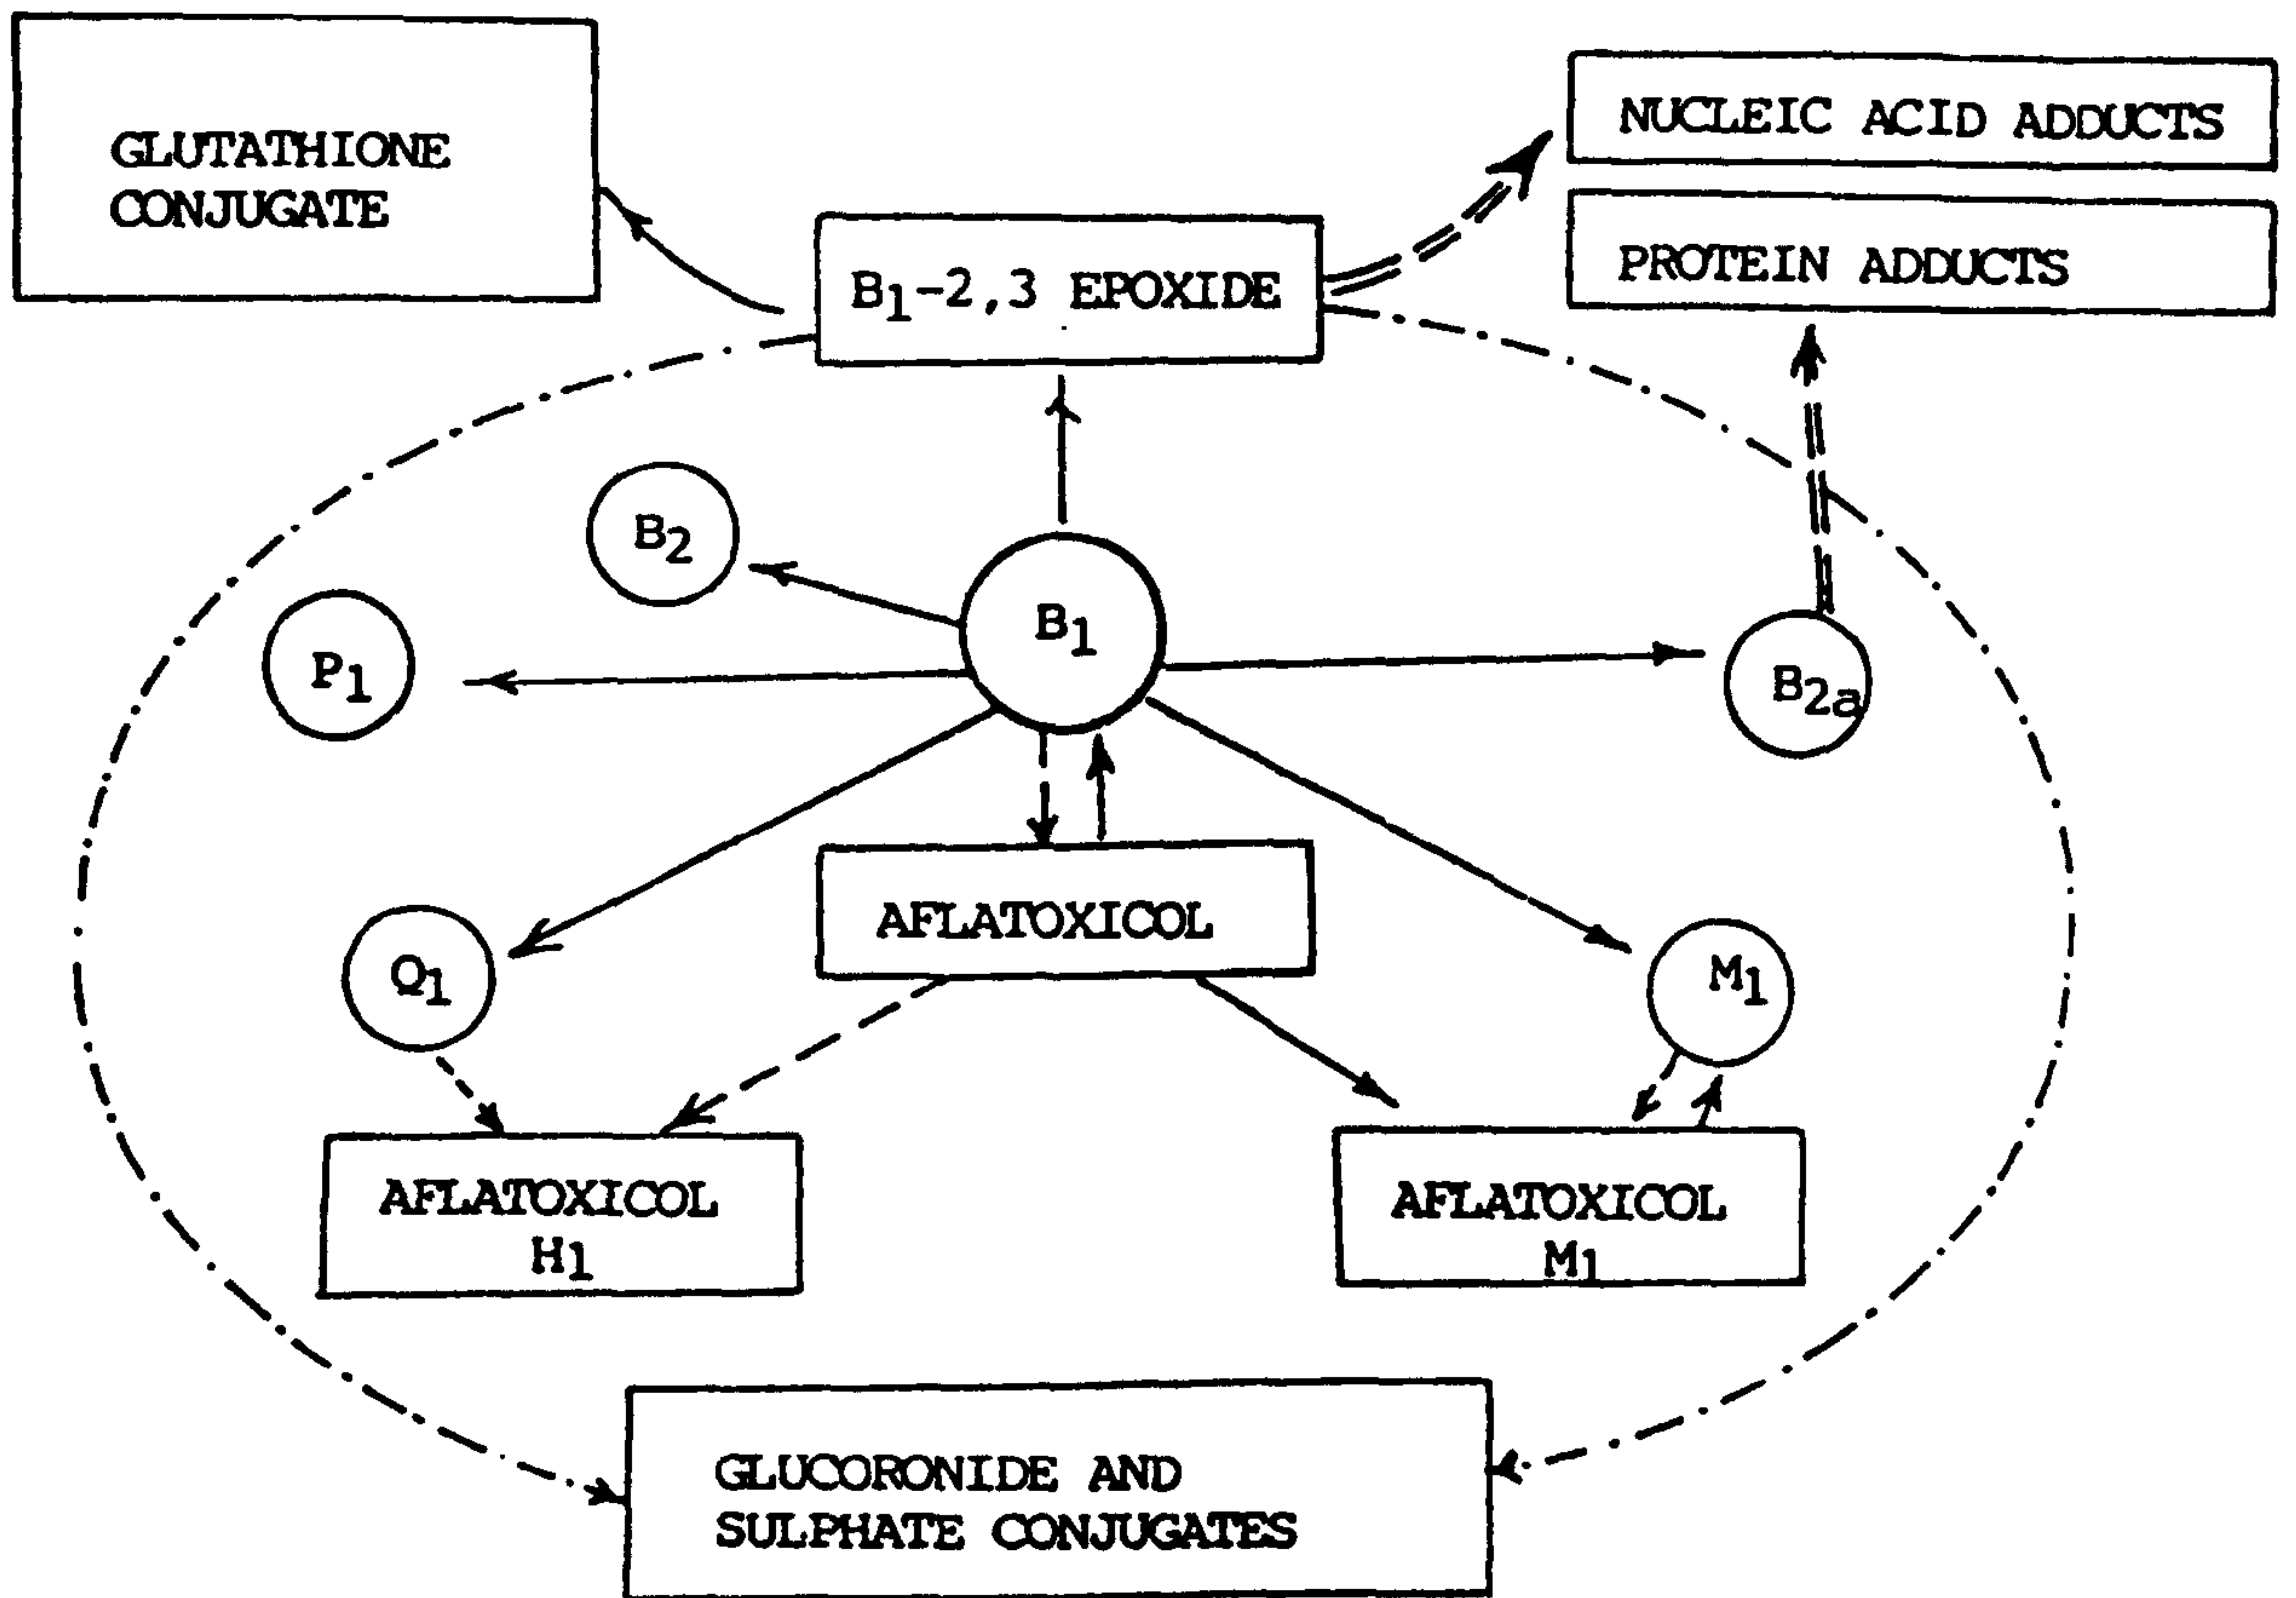 GLUTATHIONE
CONJUGATE
NUCLEIC ACID ADDUCTS
PROTEIN ADDUCTS
B1-2,3 EPOXIDE
B2
B1
P1
B2a
AFLATOXICOL
Q1
M1
AFLATOXICOL
H1
AFLATOXICOL
M1
GLUCORONIDE AND
SULPHATE CONJUGATES